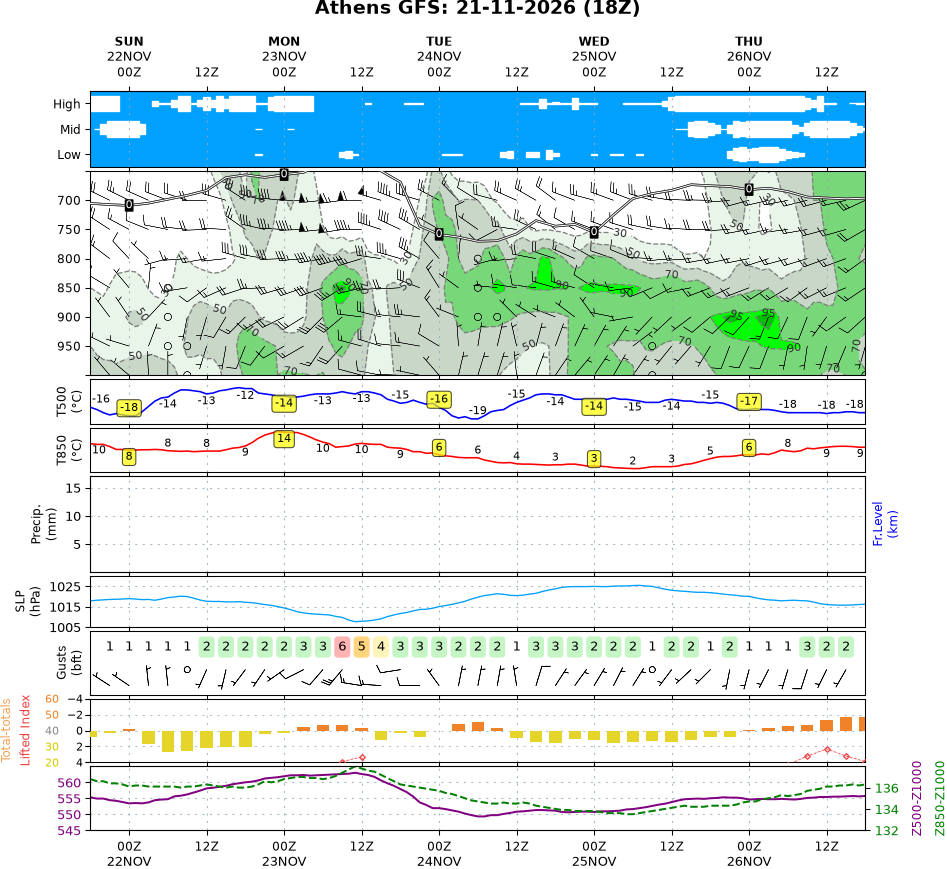 Athens GFS: 21-11-2026 (18Z)
SUN MON TUE WED THU
22NOV 23NOV 24NOV 25NOV 26NOV
00Z 12Z 00Z 12Z 00Z 12Z 00Z 12Z 00Z 12Z
High
Mid
Low
0 0 0 0 0
700
750
800
850
900
950
30 50 70 90 95
T500 (°C)
-16 -18 -14 -13 -12 -14 -13 -13 -15 -16 -19 -15 -14 -14 -15 -14 -15 -17 -18 -18 -18
T850 (°C)
10 8 8 8 9 14 10 10 9 6 6 4 3 3 2 3 5 6 8 9 9
Precip. (mm)
15
10
5
Fr.Level (km)
SLP (hPa)
1025
1015
1005
Gusts (bft)
1 1 1 1 1 2 2 2 2 2 3 3 6 5 4 3 3 3 2 2 2 1 3 3 3 2 2 2 1 2 2 1 2 1 1 1 3 2 2
Total-totals
Lifted Index
60 −4
50 −2
40 0
30 2
20 4
560
555
550
545
136
134
132
Z500-Z1000
Z850-Z1000
00Z 12Z 00Z 12Z 00Z 12Z 00Z 12Z 00Z 12Z
22NOV 23NOV 24NOV 25NOV 26NOV